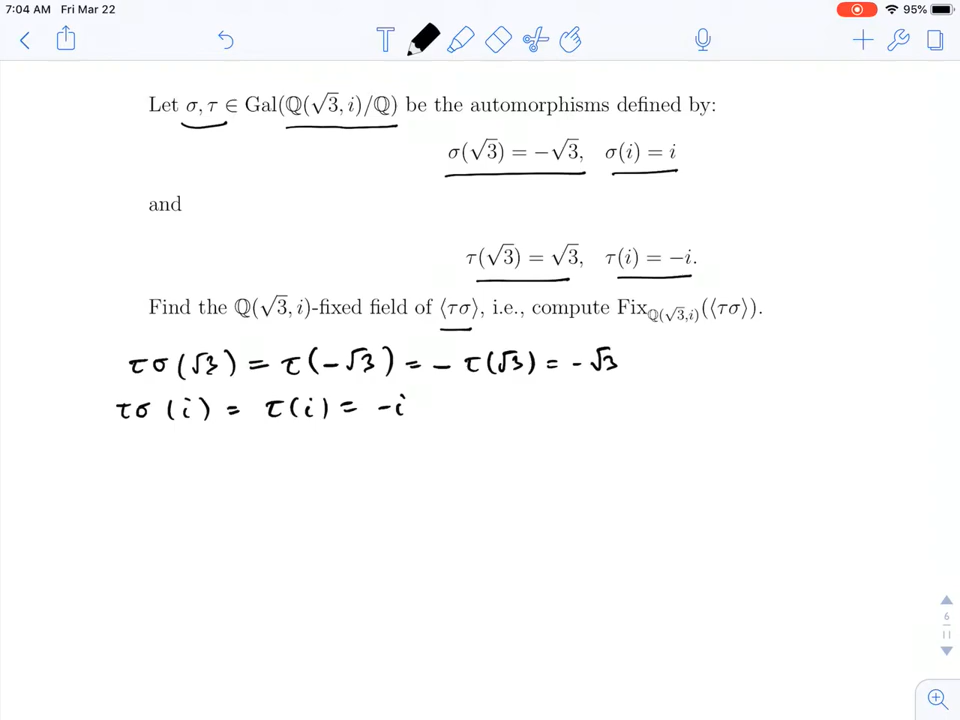 7:04 AM Fri Mar 22 95%
T
Let σ, τ ∈ Gal(ℚ(√3, i)/ℚ) be the automorphisms defined by:
σ(√3) = −√3, σ(i) = i
and
τ(√3) = √3, τ(i) = −i.
Find the ℚ(√3, i)-fixed field of ⟨τσ⟩, i.e., compute Fix_{ℚ(√3,i)}(⟨τσ⟩).
τσ(√3) = τ(−√3) = − τ(√3) = −√3
τσ(i) = τ(i) = −i
6
11